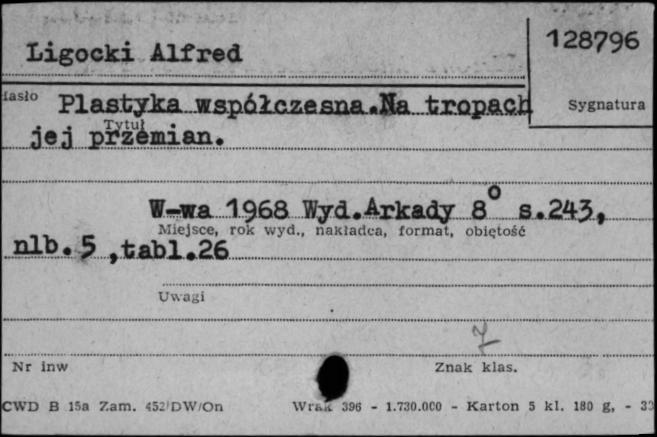 Ligocki Alfred
128796
Hasło
Plastyka współczesna.Na tropach
Sygnatura
Tytuł
jej przemian.
W-wa 1968 Wyd.Arkady 8° s.243,
Miejsce, rok wyd., nakładca, format, objętość
nlb.5 ,tabl.26
Uwagi
7
Nr inw
Znak klas.
CWD B 15a Zam. 452/DW/On
Wrak 396 - 1.730.000 - Karton 5 kl. 180 g, - 33